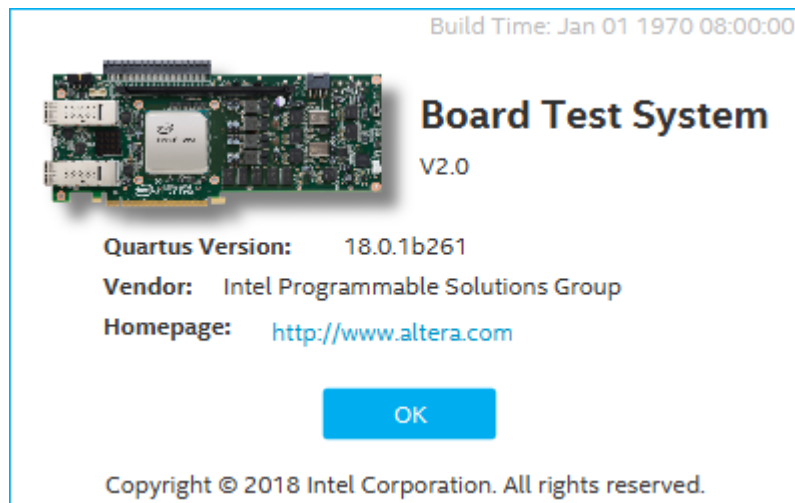 Build Time: Jan 01 1970 08:00:00
Board Test System
V2.0
Quartus Version: 18.0.1b261
Vendor: Intel Programmable Solutions Group
Homepage: http://www.altera.com
OK
Copyright © 2018 Intel Corporation. All rights reserved.